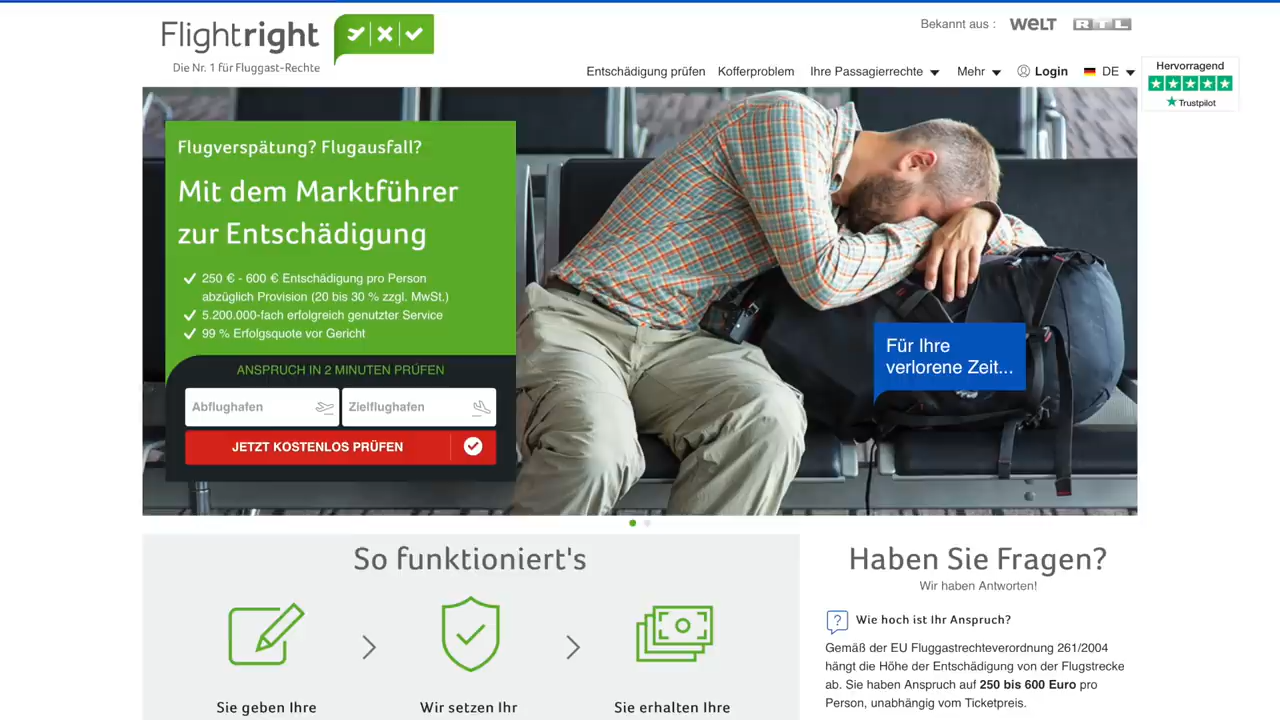 Flightright
Die Nr. 1 für Fluggast-Rechte
Bekannt aus :
WELT
RTL
Entschädigung prüfen
Kofferproblem
Ihre Passagierrechte
Mehr
Login
DE
Hervorragend
Trustpilot
Flugverspätung? Flugausfall?
Mit dem Marktführer
zur Entschädigung
250 € - 600 € Entschädigung pro Person
abzüglich Provision (20 bis 30 % zzgl. MwSt.)
5.200.000-fach erfolgreich genutzter Service
99 % Erfolgsquote vor Gericht
ANSPRUCH IN 2 MINUTEN PRÜFEN
Abflughafen
Zielflughafen
JETZT KOSTENLOS PRÜFEN
Für Ihre
verlorene Zeit...
So funktioniert's
Sie geben Ihre
Wir setzen Ihr
Sie erhalten Ihre
Haben Sie Fragen?
Wir haben Antworten!
Wie hoch ist Ihr Anspruch?
Gemäß der EU Fluggastrechteverordnung 261/2004
hängt die Höhe der Entschädigung von der Flugstrecke
ab. Sie haben Anspruch auf 250 bis 600 Euro pro
Person, unabhängig vom Ticketpreis.